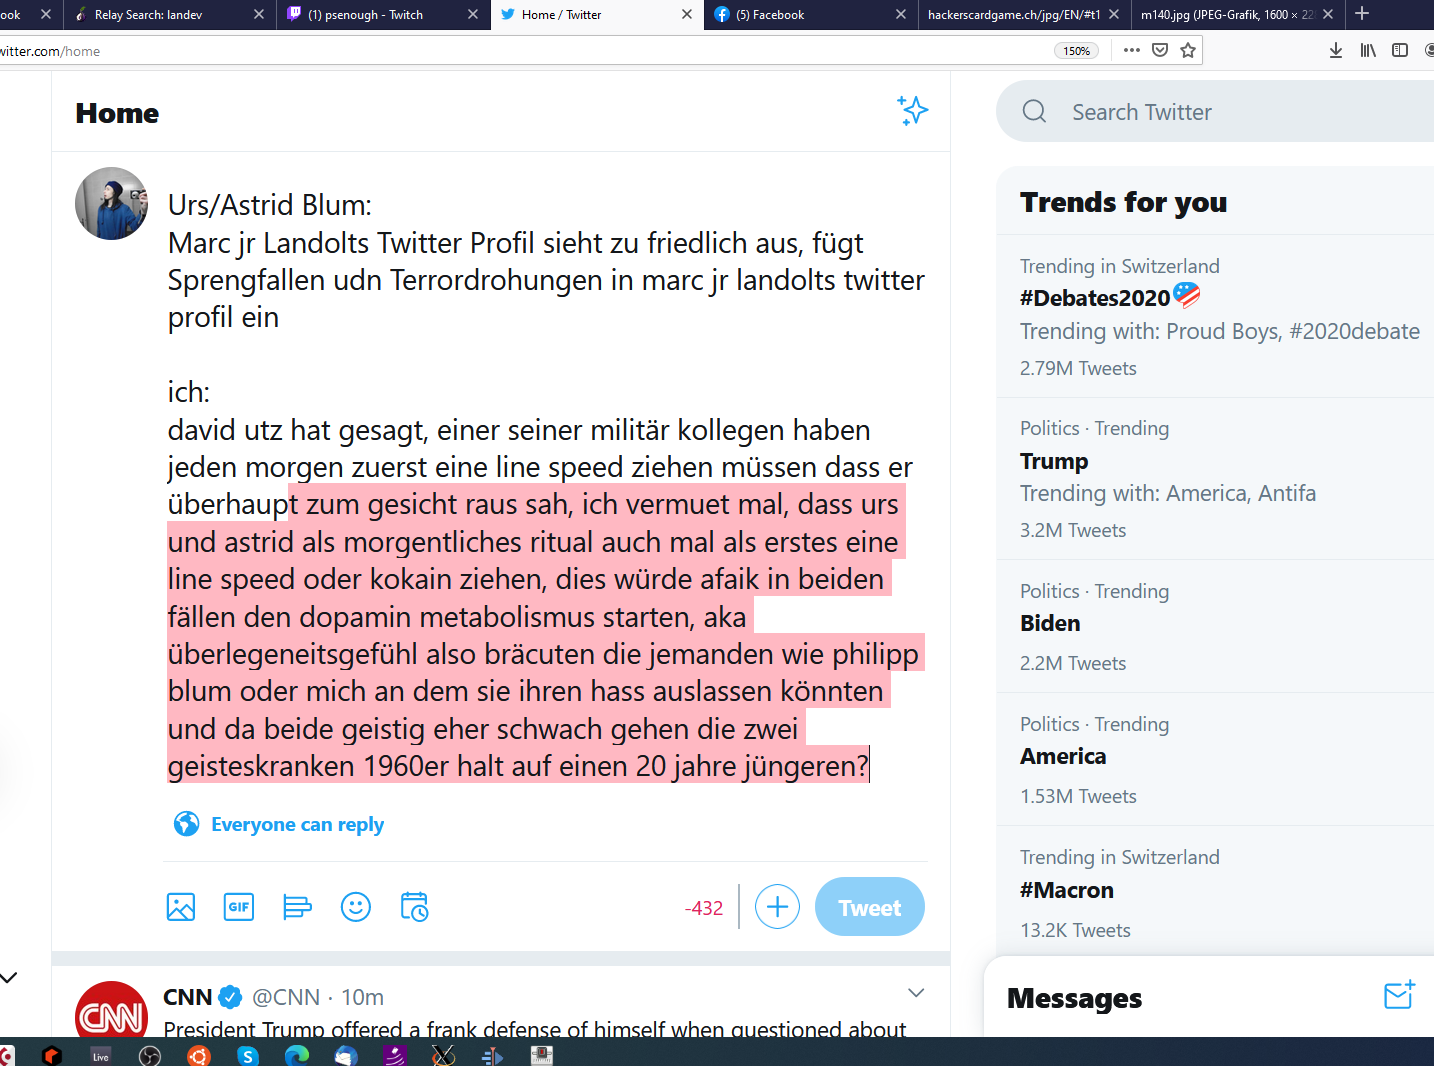 ook
Relay Search: landev
(1) psenough - Twitch
Home / Twitter
(5) Facebook
hackerscardgame.ch/jpg/EN/#t1
m140.jpg (JPEG-Grafik, 1600 × 22
witter.com/home
150%
Home
Search Twitter
Urs/Astrid Blum:
Marc jr Landolts Twitter Profil sieht zu friedlich aus, fügt
Sprengfallen udn Terrordrohungen in marc jr landolts twitter
profil ein
ich:
david utz hat gesagt, einer seiner militär kollegen haben
jeden morgen zuerst eine line speed ziehen müssen dass er
überhaupt zum gesicht raus sah, ich vermuet mal, dass urs
und astrid als morgentliches ritual auch mal als erstes eine
line speed oder kokain ziehen, dies würde afaik in beiden
fällen den dopamin metabolismus starten, aka
überlegeneitsgefühl also bräcuten die jemanden wie philipp
blum oder mich an dem sie ihren hass auslassen könnten
und da beide geistig eher schwach gehen die zwei
geisteskranken 1960er halt auf einen 20 jahre jüngeren?
Everyone can reply
GIF
-432
Tweet
CNN @CNN · 10m
President Trump offered a frank defense of himself when questioned about
CNN
Trends for you
Trending in Switzerland
#Debates2020
Trending with: Proud Boys, #2020debate
2.79M Tweets
Politics · Trending
Trump
Trending with: America, Antifa
3.2M Tweets
Politics · Trending
Biden
2.2M Tweets
Politics · Trending
America
1.53M Tweets
Trending in Switzerland
#Macron
13.2K Tweets
Messages
Live
S